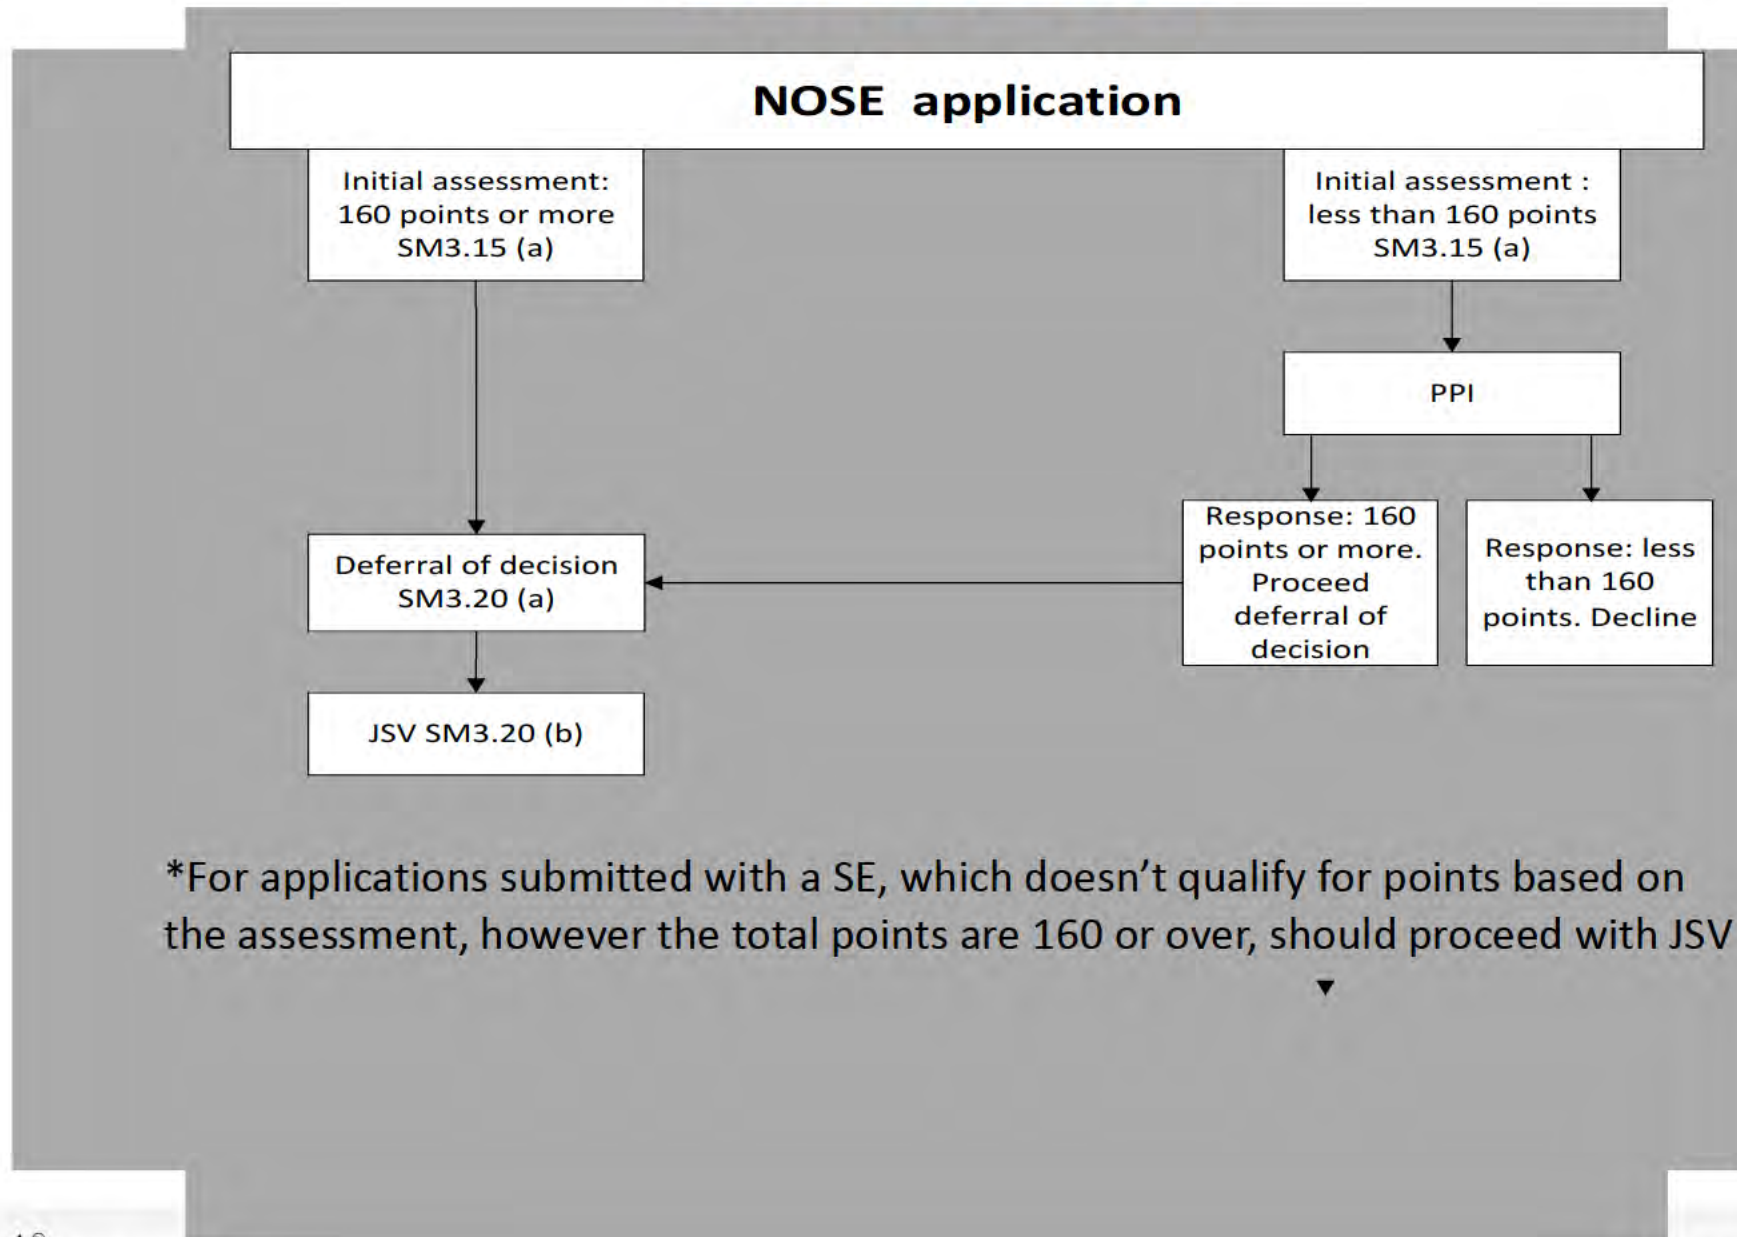 NOSE application
Initial assessment:
160 points or more
SM3.15 (a)
Initial assessment :
less than 160 points
SM3.15 (a)
PPI
Response: 160
points or more.
Proceed
deferral of
decision
Response: less
than 160
points. Decline
Deferral of decision
SM3.20 (a)
JSV SM3.20 (b)
*For applications submitted with a SE, which doesn’t qualify for points based on
the assessment, however the total points are 160 or over, should proceed with JSV